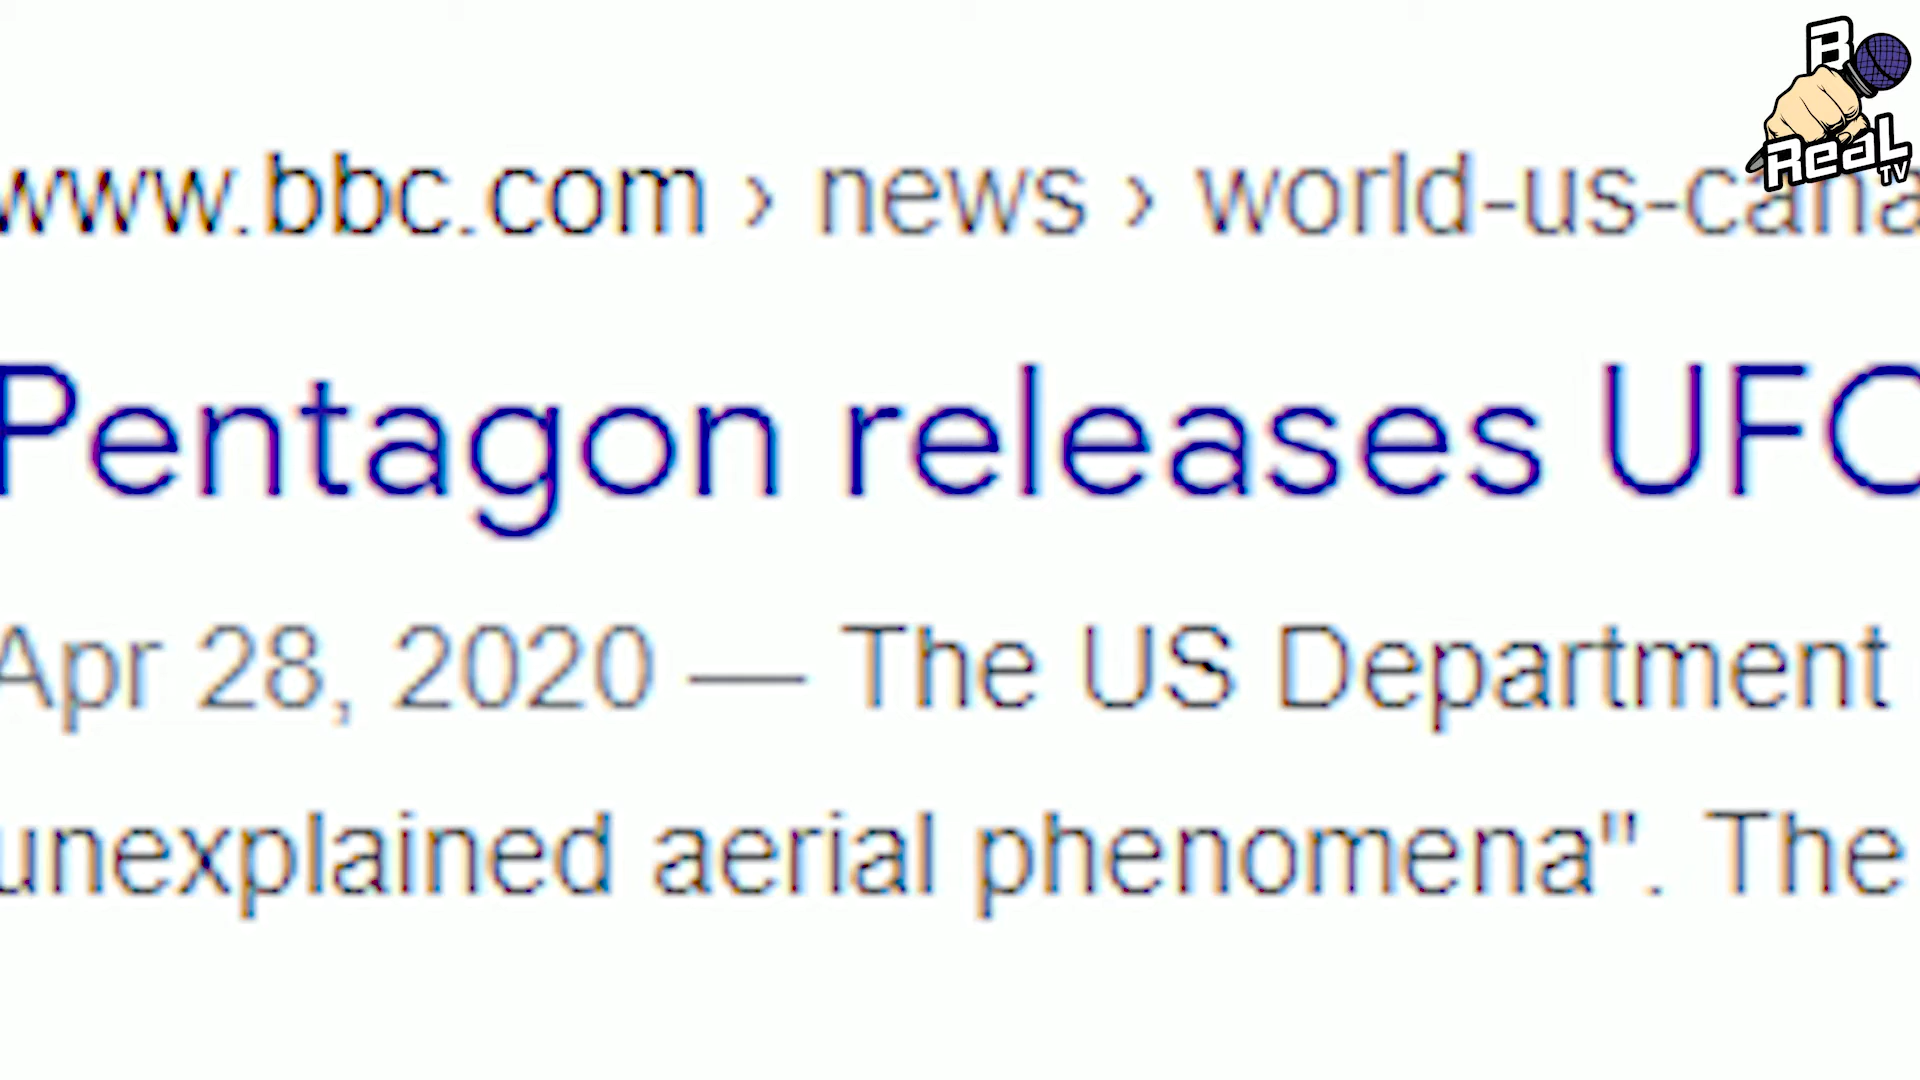 B
ReaL
TV
www.bbc.com › news › world-us-cana
Pentagon releases UFO
Apr 28, 2020 — The US Department
unexplained aerial phenomena". The